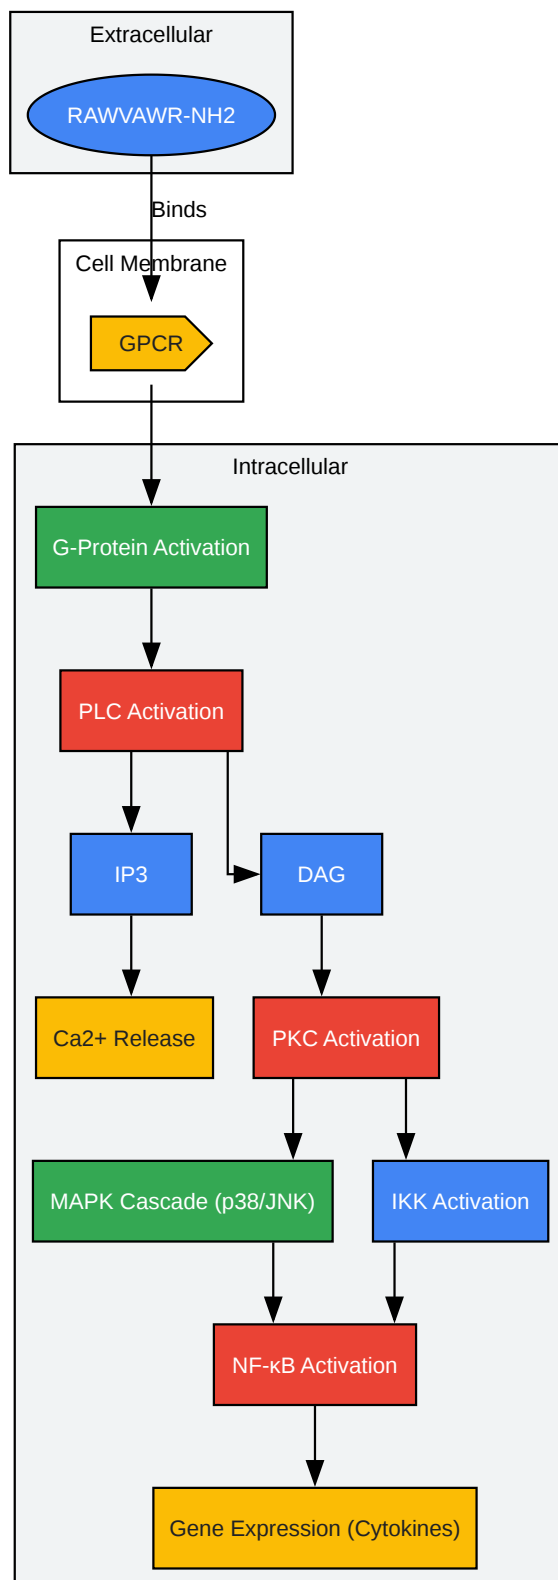 Extracellular
RAWVAWR-NH2
Binds
Cell Membrane
GPCR
Intracellular
G-Protein Activation
PLC Activation
IP3
DAG
Ca2+ Release
PKC Activation
MAPK Cascade (p38/JNK)
IKK Activation
NF-κB Activation
Gene Expression (Cytokines)